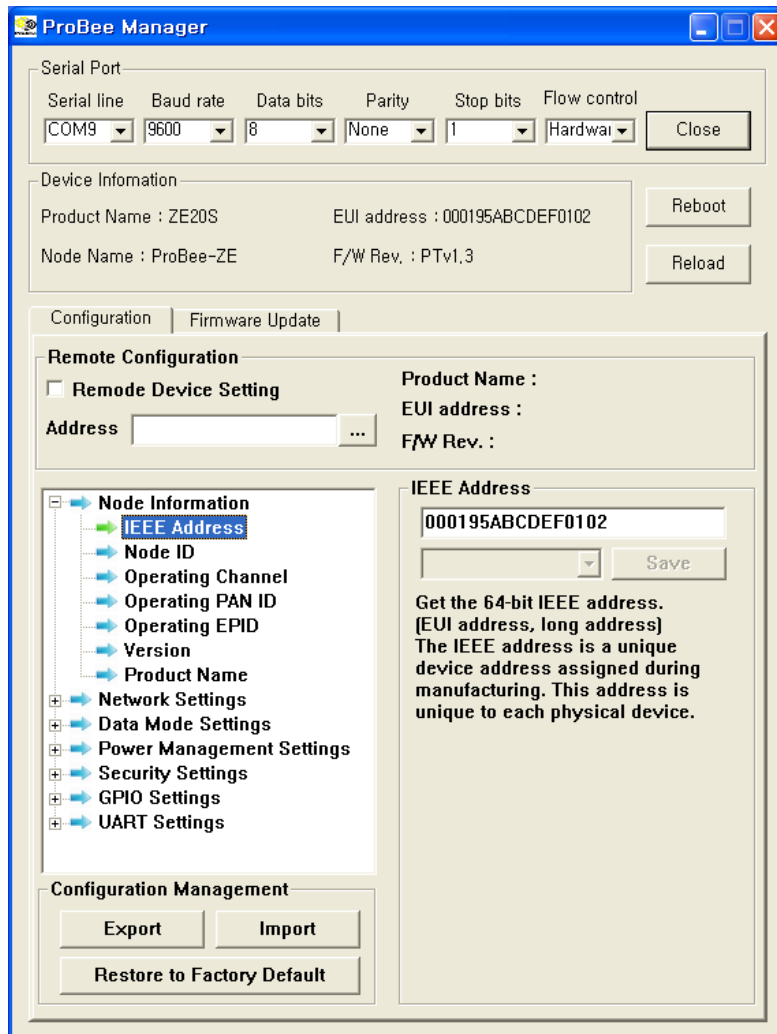 ProBee Manager
Serial Port
Serial line Baud rate Data bits Parity Stop bits Flow control
COM9 9600 8 None 1 Hardwai Close
Device Infomation
Product Name : ZE20S EUI address : 000195ABCDEF0102
Node Name : ProBee-ZE F/W Rev. : PTv1.3
Reboot
Reload
Configuration Firmware Update
Remote Configuration
Remode Device Setting
Address ...
Product Name :
EUI address :
F/W Rev. :
Node Information
IEEE Address
Node ID
Operating Channel
Operating PAN ID
Operating EPID
Version
Product Name
Network Settings
Data Mode Settings
Power Management Settings
Security Settings
GPIO Settings
UART Settings
IEEE Address
000195ABCDEF0102
Save
Get the 64-bit IEEE address.
(EUI address, long address)
The IEEE address is a unique
device address assigned during
manufacturing. This address is
unique to each physical device.
Configuration Management
Export Import
Restore to Factory Default